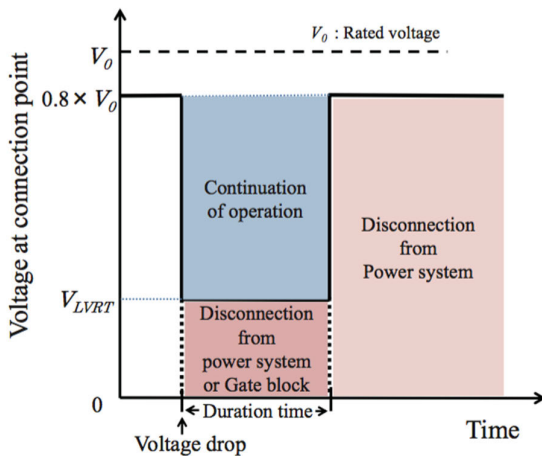 V0 : Rated voltage
V0
0.8 × V0
Voltage at connection point
Continuation
of operation
Disconnection
from
Power system
VLVRT
Disconnection
from
power system
or Gate block
0
Duration time
Time
Voltage drop